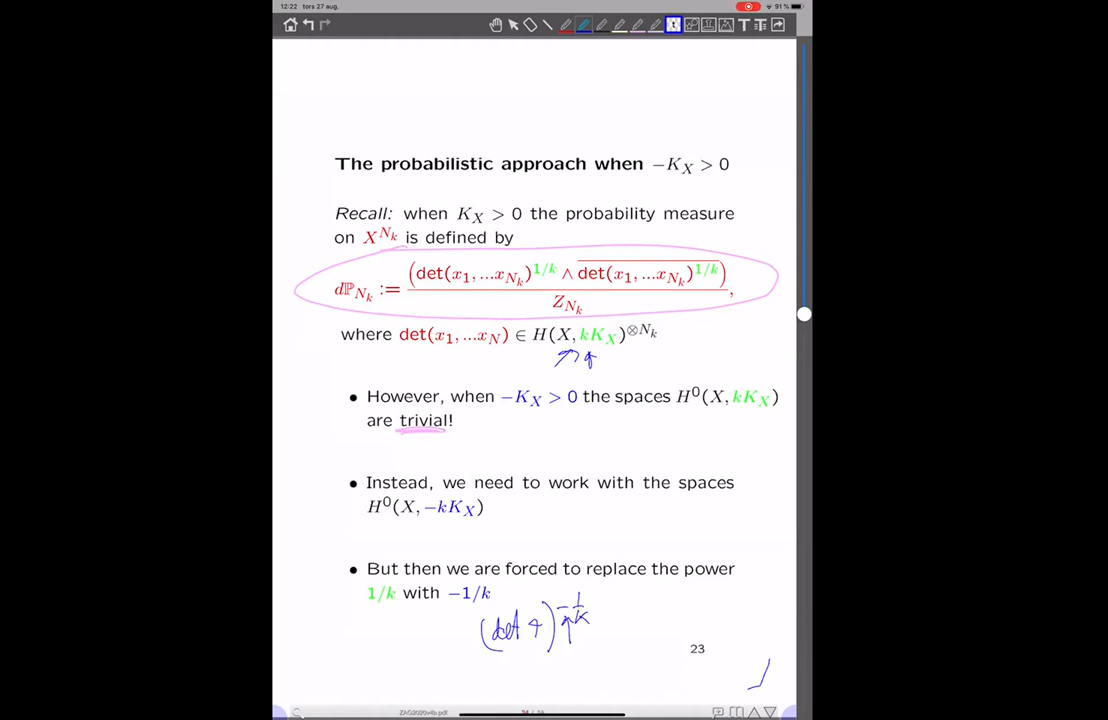 12:22 tors 27 aug.
91 %
The probabilistic approach when −K_X > 0
Recall: when K_X > 0 the probability measure
on X^{N_k} is defined by
dℙ_{N_k} := \frac{(det(x_1, ...x_{N_k})^{1/k} ∧ \overline{det(x_1, ...x_{N_k})^{1/k}})}{Z_{N_k}},
where det(x_1, ...x_N) ∈ H(X, kK_X)^{⊗N_k}
• However, when −K_X > 0 the spaces H^0(X, kK_X)
are trivial!
• Instead, we need to work with the spaces
H^0(X, −kK_X)
• But then we are forced to replace the power
1/k with −1/k
23
ZAG2020v4b.pdf